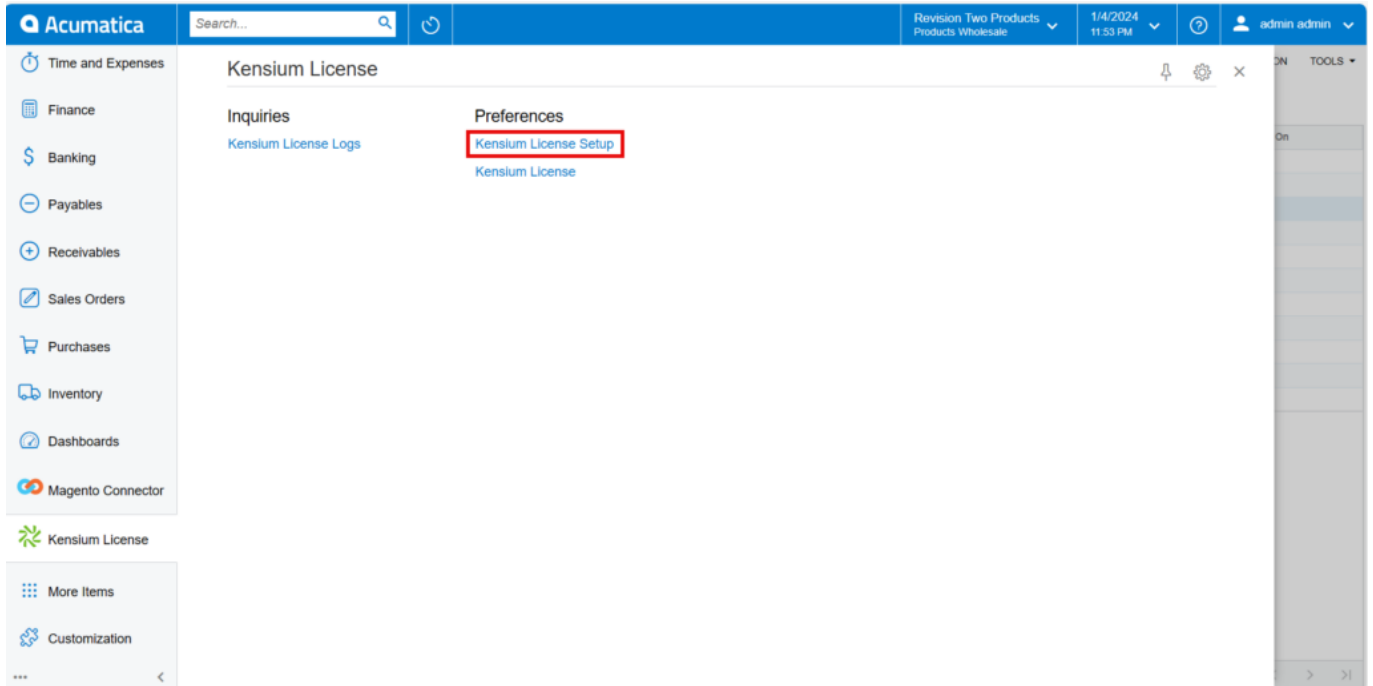 Acumatica
Search...
Revision Two Products
Products Wholesale
1/4/2024
11:53 PM
admin admin
Time and Expenses
Finance
Banking
Payables
Receivables
Sales Orders
Purchases
Inventory
Dashboards
Magento Connector
Kensium License
More Items
Customization
Kensium License
Inquiries
Kensium License Logs
Preferences
Kensium License Setup
Kensium License
TOOLS
On